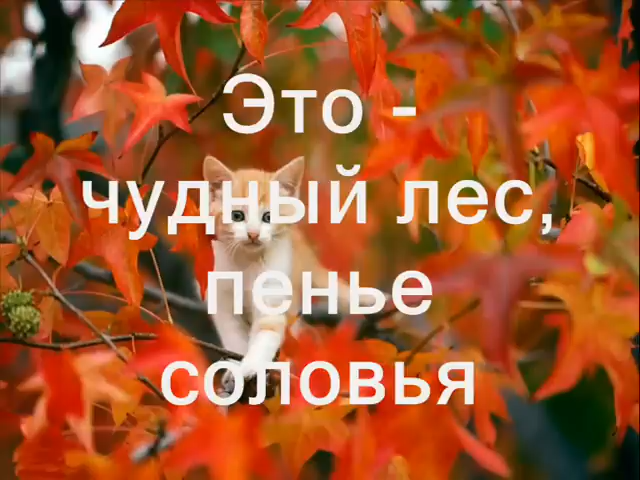 Это -
чудный лес,
пенье
соловья